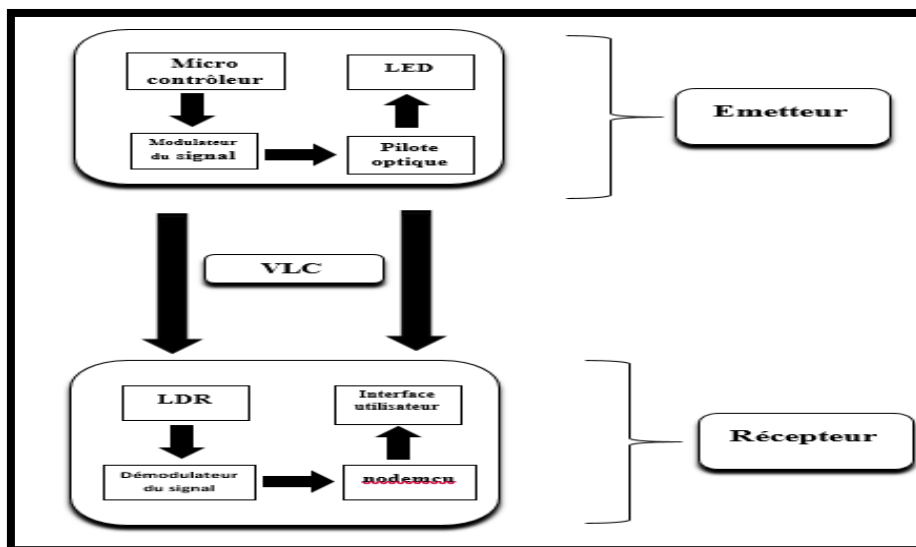 Micro
contrôleur
LED
Modulateur
du signal
Pilote
optique
Emetteur
VLC
LDR
Interface
utilisateur
Démodulateur
du signal
nodemcu
Récepteur